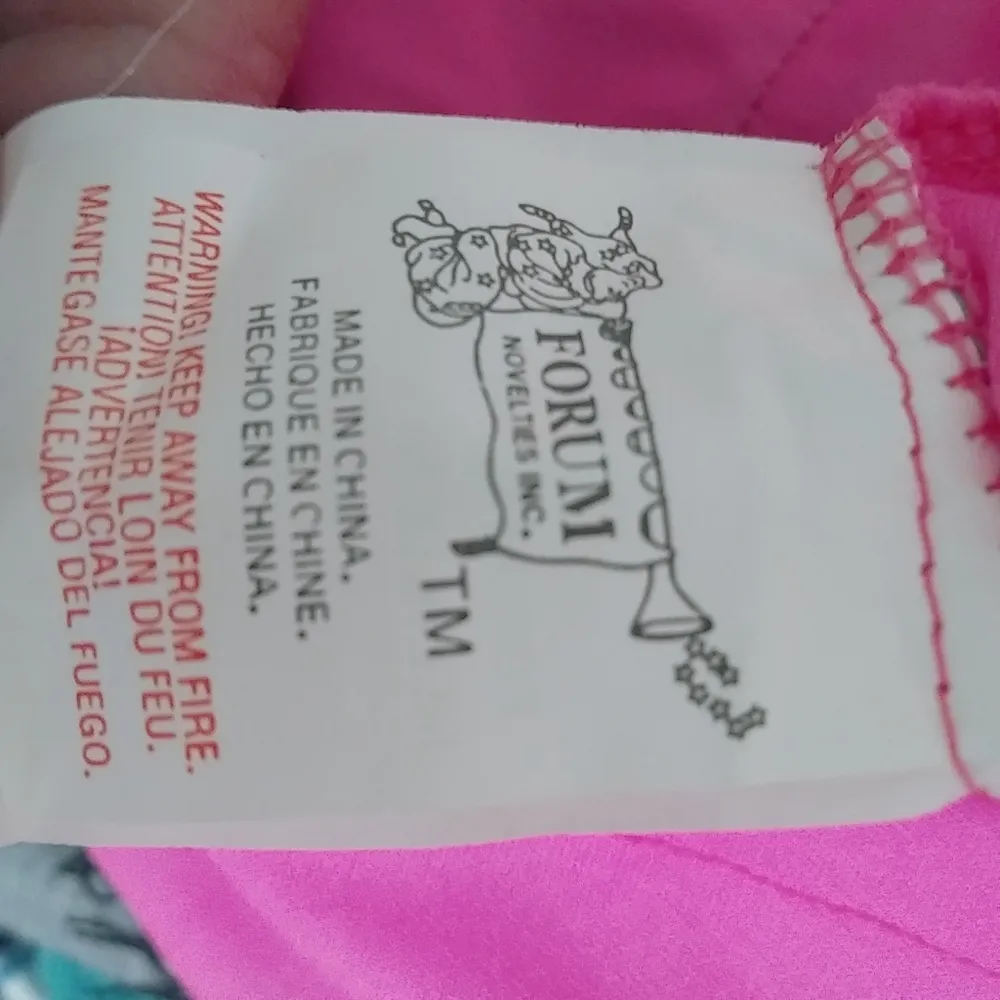 FORUM
NOVELTIES INC.
TM
MADE IN CHINA.
FABRIQUE EN CHINE.
HECHO EN CHINA.
WARNING! KEEP AWAY FROM FIRE.
ATTENTION! TENIR LOIN DU FEU.
¡ADVERTENCIA!
MANTEGASE ALEJADO DEL FUEGO.